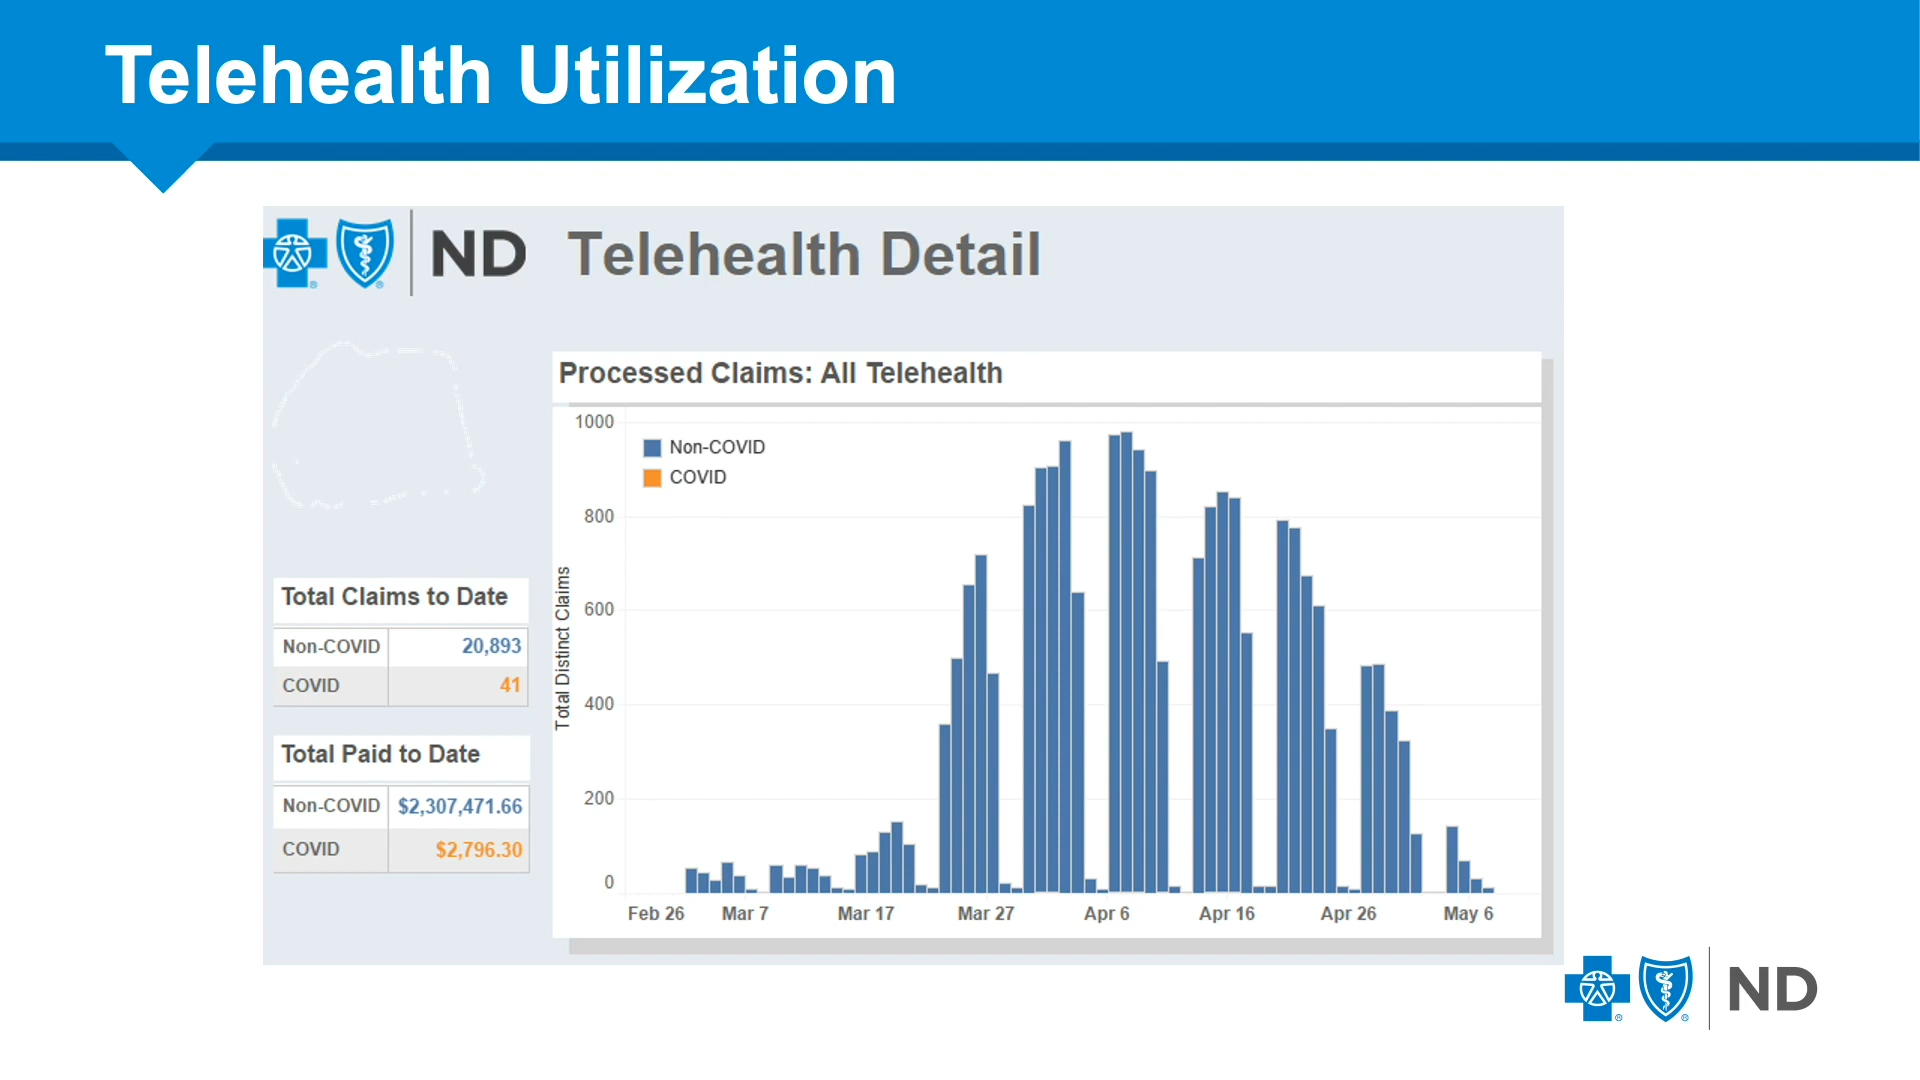 Telehealth Utilization
ND
Telehealth Detail
Processed Claims: All Telehealth
Total Distinct Claims
1000
800
600
400
200
0
Non-COVID
COVID
Feb 26 Mar 7 Mar 17 Mar 27 Apr 6 Apr 16 Apr 26 May 6
Total Claims to Date
Non-COVID 20,893
COVID 41
Total Paid to Date
Non-COVID $2,307,471.66
COVID $2,796.30
® ® ND